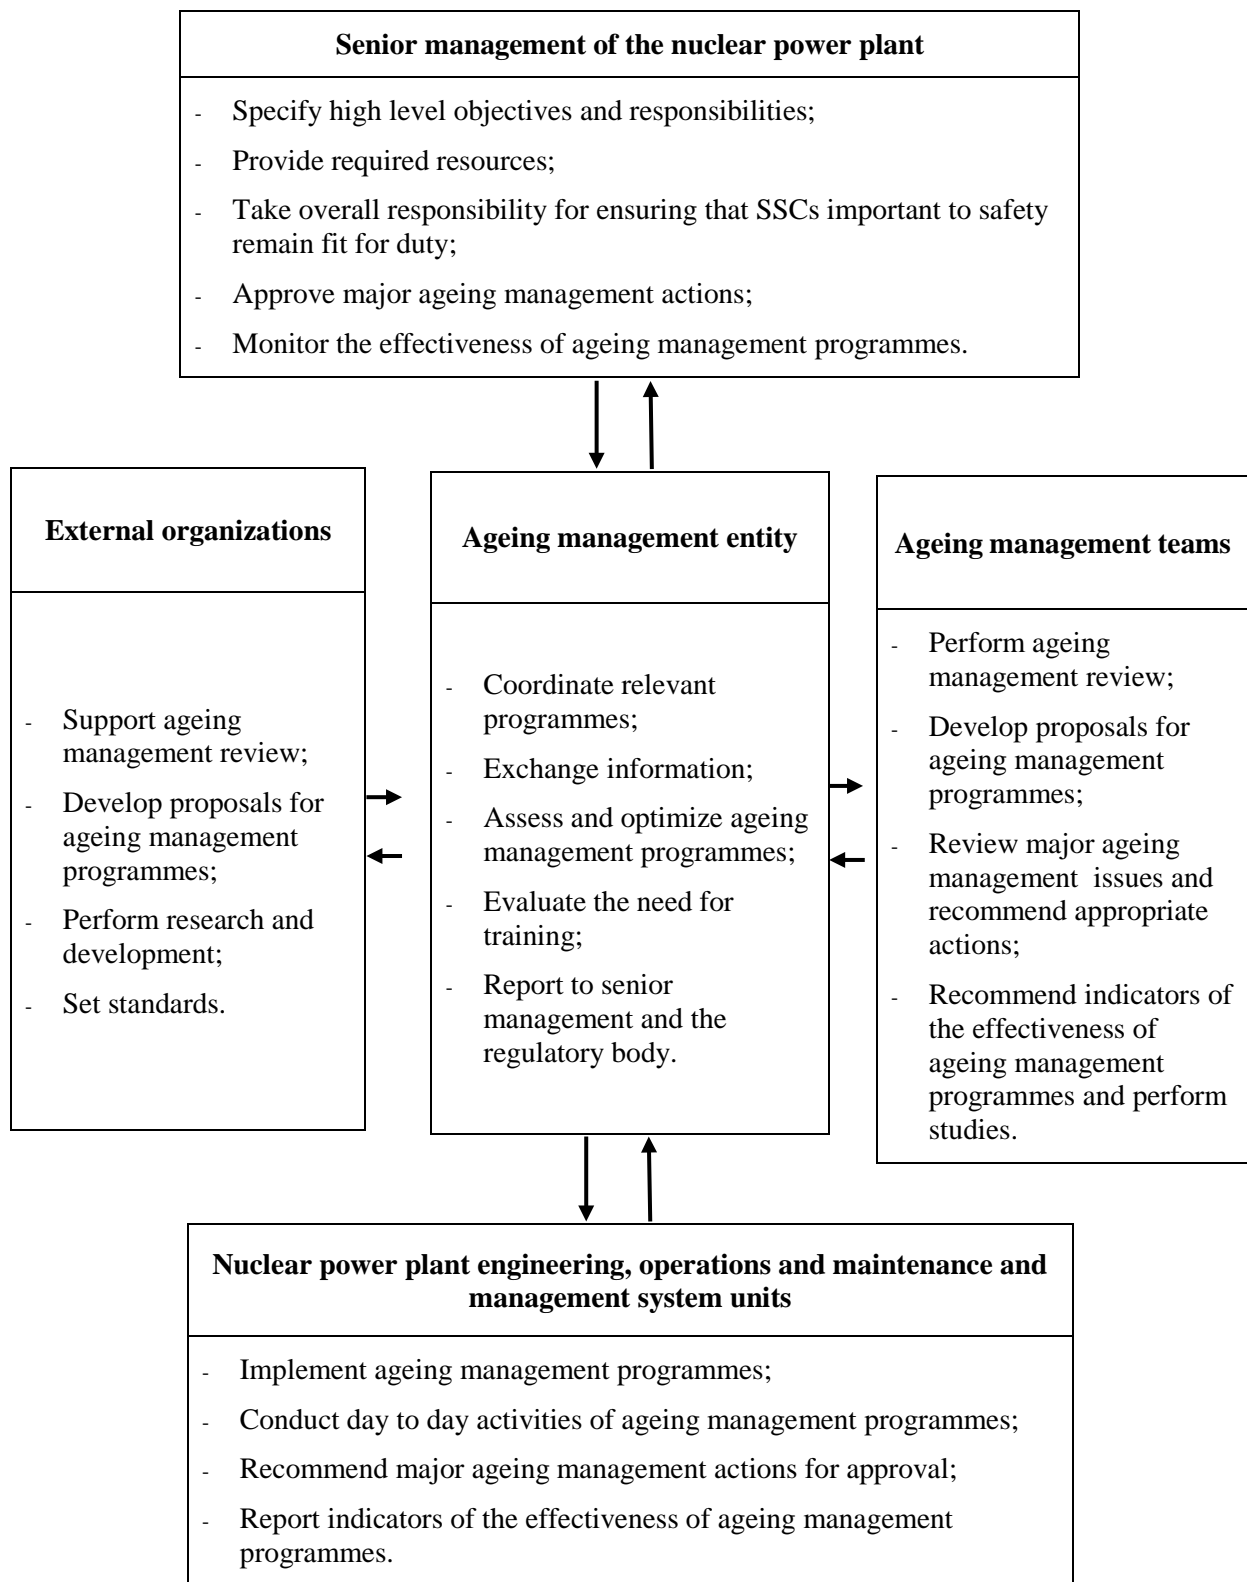 Senior management of the nuclear power plant
- Specify high level objectives and responsibilities;
- Provide required resources;
- Take overall responsibility for ensuring that SSCs important to safety
remain fit for duty;
- Approve major ageing management actions;
- Monitor the effectiveness of ageing management programmes.
External organizations
- Support ageing
management review;
- Develop proposals for
ageing management
programmes;
- Perform research and
development;
- Set standards.
Ageing management entity
- Coordinate relevant
programmes;
- Exchange information;
- Assess and optimize ageing
management programmes;
- Evaluate the need for
training;
- Report to senior
management and the
regulatory body.
Ageing management teams
- Perform ageing
management review;
- Develop proposals for
ageing management
programmes;
- Review major ageing
management issues and
recommend appropriate
actions;
- Recommend indicators of
the effectiveness of
ageing management
programmes and perform
studies.
Nuclear power plant engineering, operations and maintenance and
management system units
- Implement ageing management programmes;
- Conduct day to day activities of ageing management programmes;
- Recommend major ageing management actions for approval;
- Report indicators of the effectiveness of ageing management
programmes.